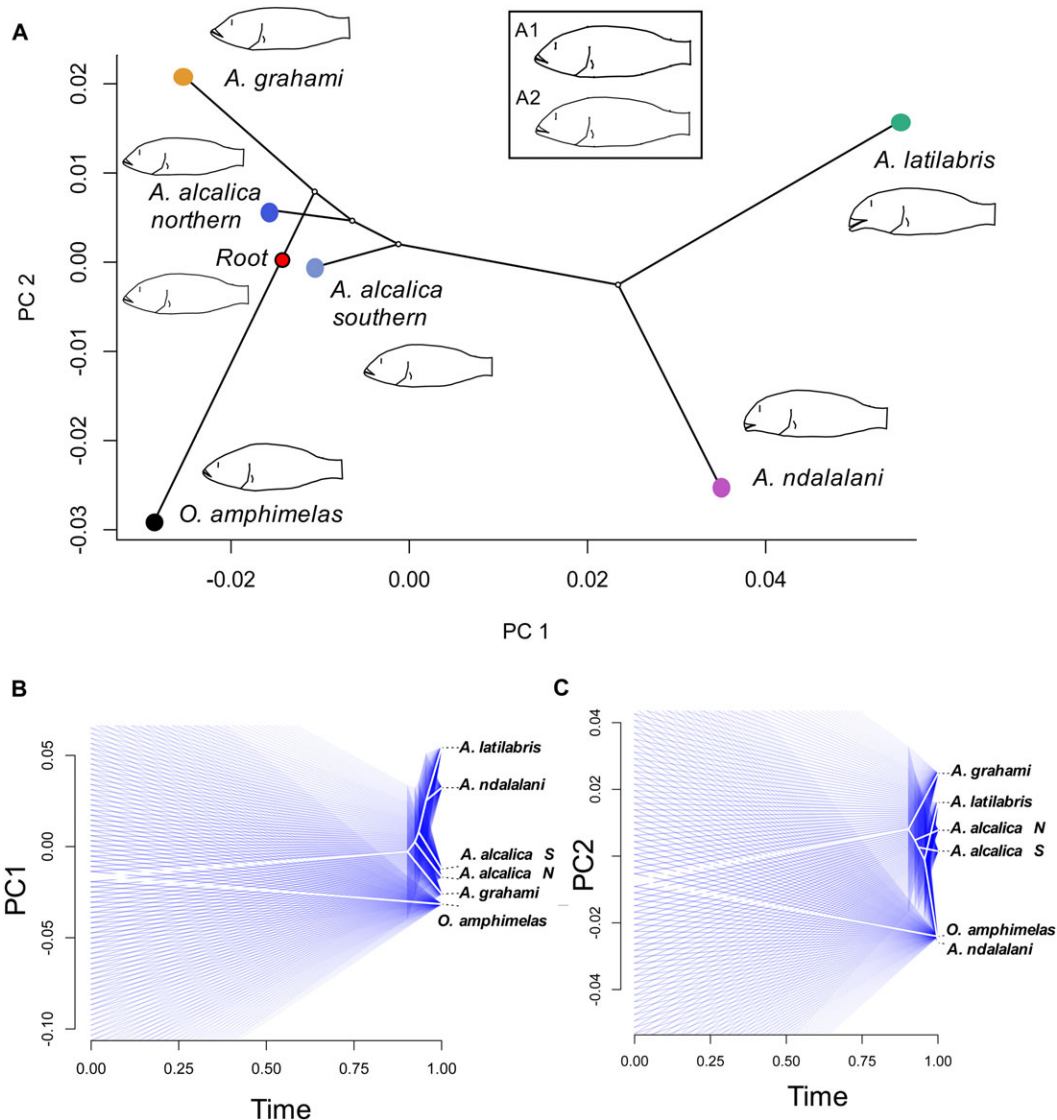 A
A1
A2
A. grahami
A. latilabris
A. alcalica
northern
Root
A. alcalica
southern
A. ndalalani
O. amphimelas
0.02
0.01
0.00
-0.01
-0.02
-0.03
PC 2
-0.02
0.00
0.02
0.04
PC 1
B
0.05
0.00
-0.05
-0.10
PC1
A. latilabris
A. ndalalani
A. alcalica S
A. alcalica N
A. grahami
O. amphimelas
0.00
0.25
0.50
0.75
1.00
Time
C
0.04
0.02
-0.02
-0.04
PC2
A. grahami
A. latilabris
A. alcalica N
A. alcalica S
O. amphimelas
A. ndalalani
0.00
0.25
0.50
0.75
1.00
Time